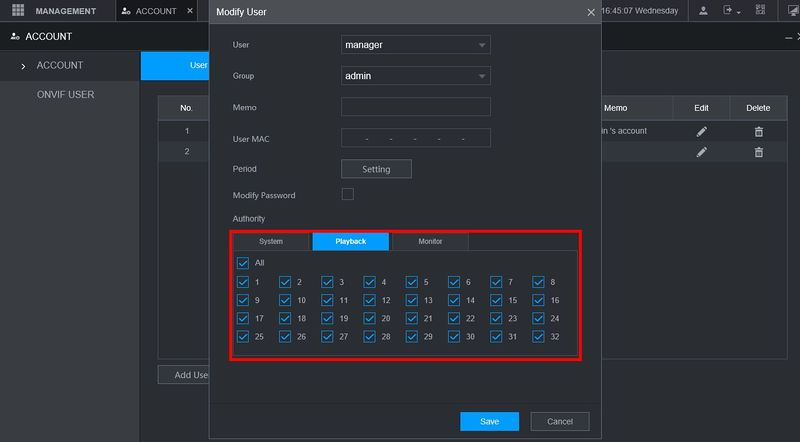 MANAGEMENT
ACCOUNT
16:45:07 Wednesday
ACCOUNT
ACCOUNT
ONVIF USER
User
No.
Memo
Edit
Delete
1
in 's account
2
Add Use
Modify User
User
manager
Group
admin
Memo
User MAC
- - - - -
Period
Setting
Modify Password
Authority
System Playback Monitor
All
1 2 3 4 5 6 7 8
9 10 11 12 13 14 15 16
17 18 19 20 21 22 23 24
25 26 27 28 29 30 31 32
Save Cancel